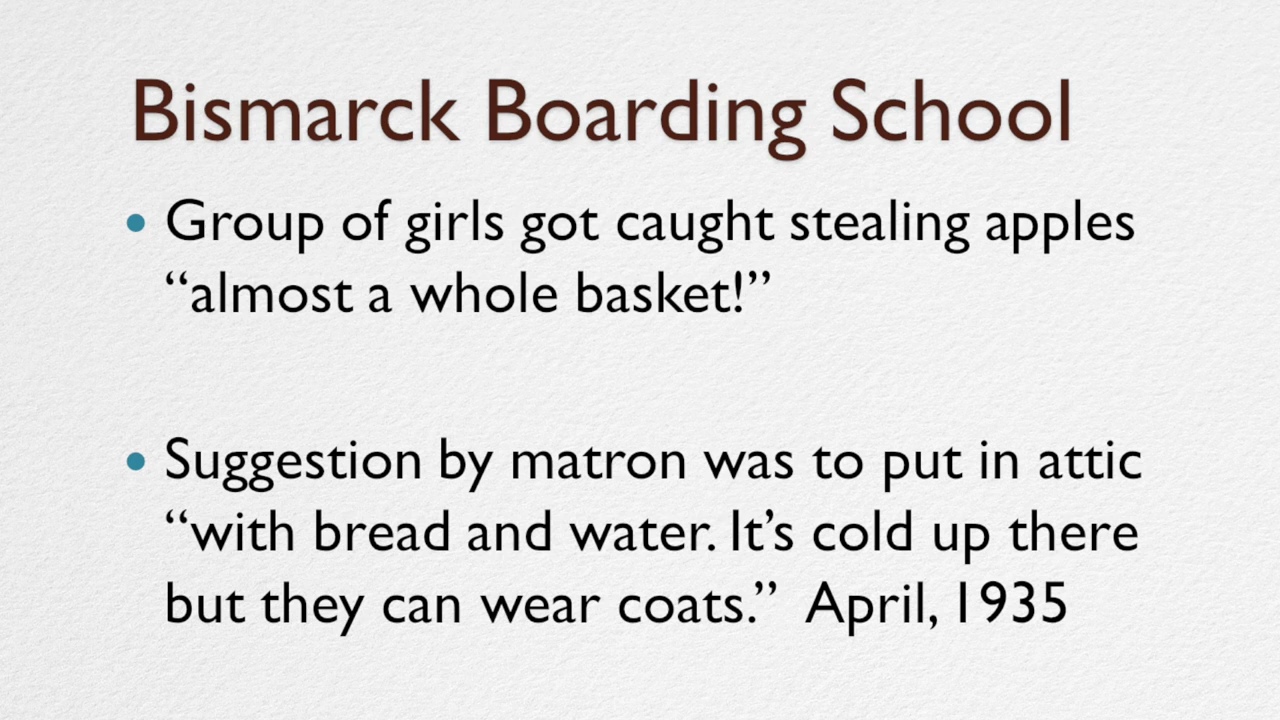 Bismarck Boarding School
• Group of girls got caught stealing apples
“almost a whole basket!”
• Suggestion by matron was to put in attic
“with bread and water. It’s cold up there
but they can wear coats.”  April, 1935